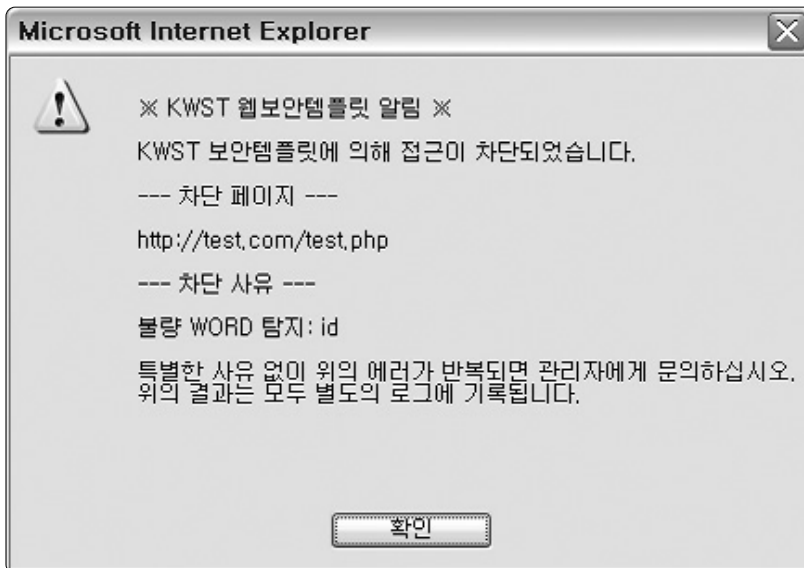 Microsoft Internet Explorer
※ KWST 웹보안템플릿 알림 ※
KWST 보안템플릿에 의해 접근이 차단되었습니다.
--- 차단 페이지 ---
http://test.com/test.php
--- 차단 사유 ---
불량 WORD 탐지: id
특별한 사유 없이 위의 에러가 반복되면 관리자에게 문의하십시오.
위의 결과는 모두 별도의 로그에 기록됩니다.
확인